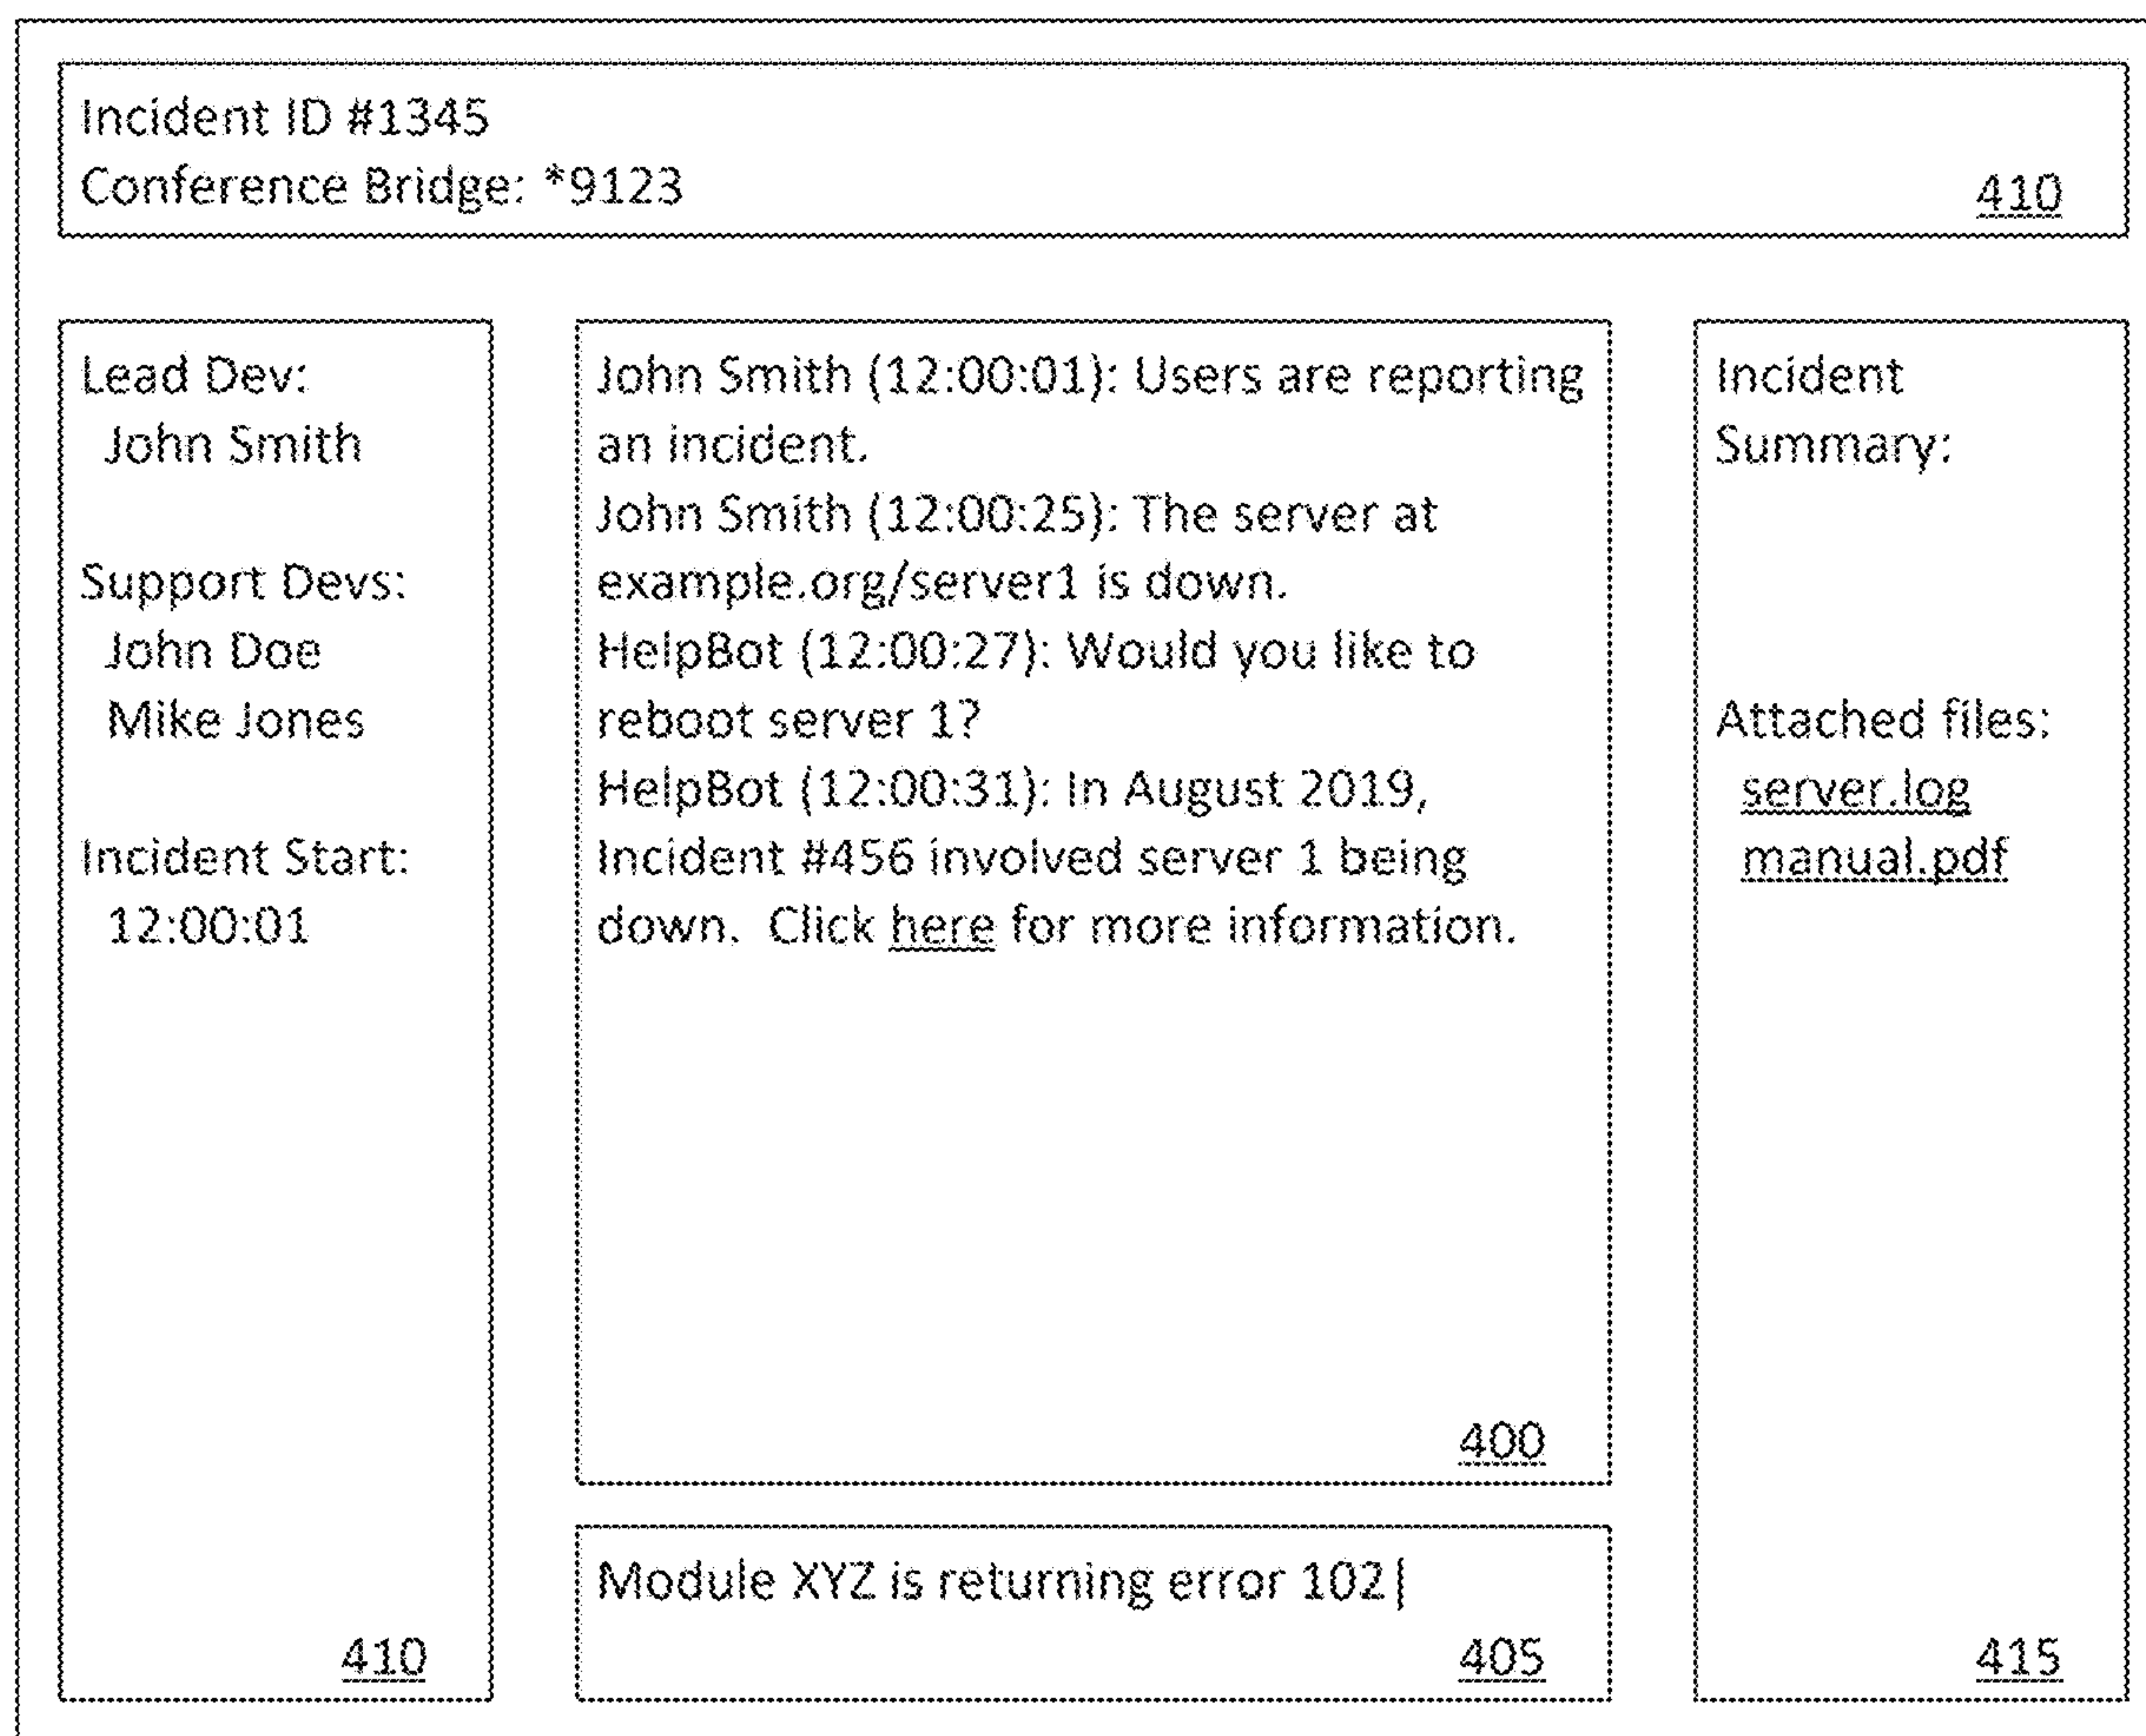 Incident ID #1345
Conference Bridge: *9123
410
Lead Dev:
John Smith
Support Devs:
John Doe
Mike Jones
Incident Start:
12:00:01
410
John Smith (12:00:01): Users are reporting
an incident.
John Smith (12:00:25): The server at
example.org/server1 is down.
HelpBot (12:00:27): Would you like to
reboot server 1?
HelpBot (12:00:31): In August 2019,
Incident #456 involved server 1 being
down.  Click here for more information.
400
Module XYZ is returning error 102|
405
Incident
Summary:
Attached files:
server.log
manual.pdf
415